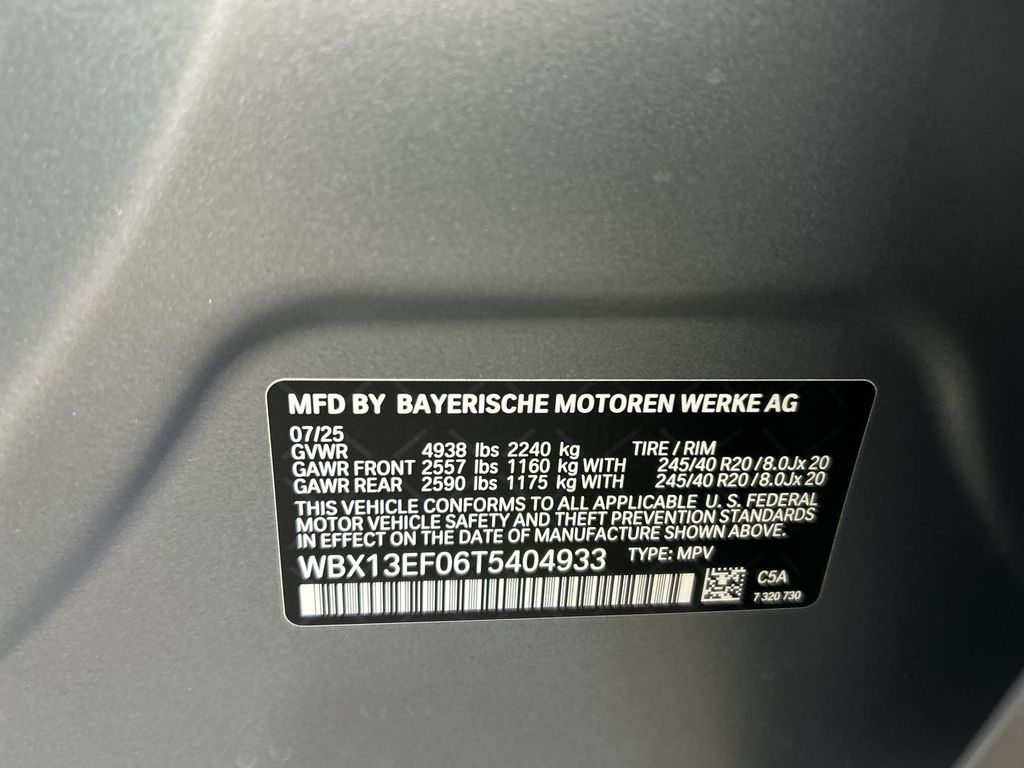 MFD BY BAYERISCHE MOTOREN WERKE AG
07/25
GVWR 4938 lbs 2240 kg TIRE / RIM
GAWR FRONT 2557 lbs 1160 kg WITH 245/40 R20 / 8.0Jx 20
GAWR REAR 2590 lbs 1175 kg WITH 245/40 R20 / 8.0Jx 20
THIS VEHICLE CONFORMS TO ALL APPLICABLE U. S. FEDERAL
MOTOR VEHICLE SAFETY AND THEFT PREVENTION STANDARDS
IN EFFECT ON THE DATE OF MANUFACTURE SHOWN ABOVE.
WBX13EF06T5404933 TYPE: MPV
C5A
7 320 730